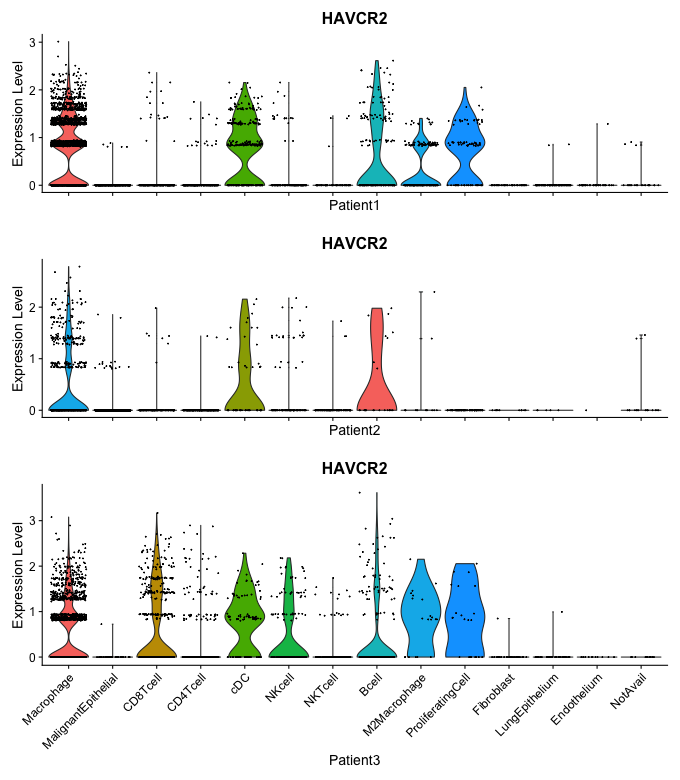 HAVCR2
Expression Level
3
2
1
0
Patient1
HAVCR2
Expression Level
2
1
0
Patient2
HAVCR2
Expression Level
3
2
1
0
Macrophage
MalignantEpithelial
CD8Tcell
CD4Tcell
cDC
NKcell
NKTcell
Bcell
M2Macrophage
ProliferatingCell
Fibroblast
LungEpithelium
Endothelium
NotAvail
Patient3